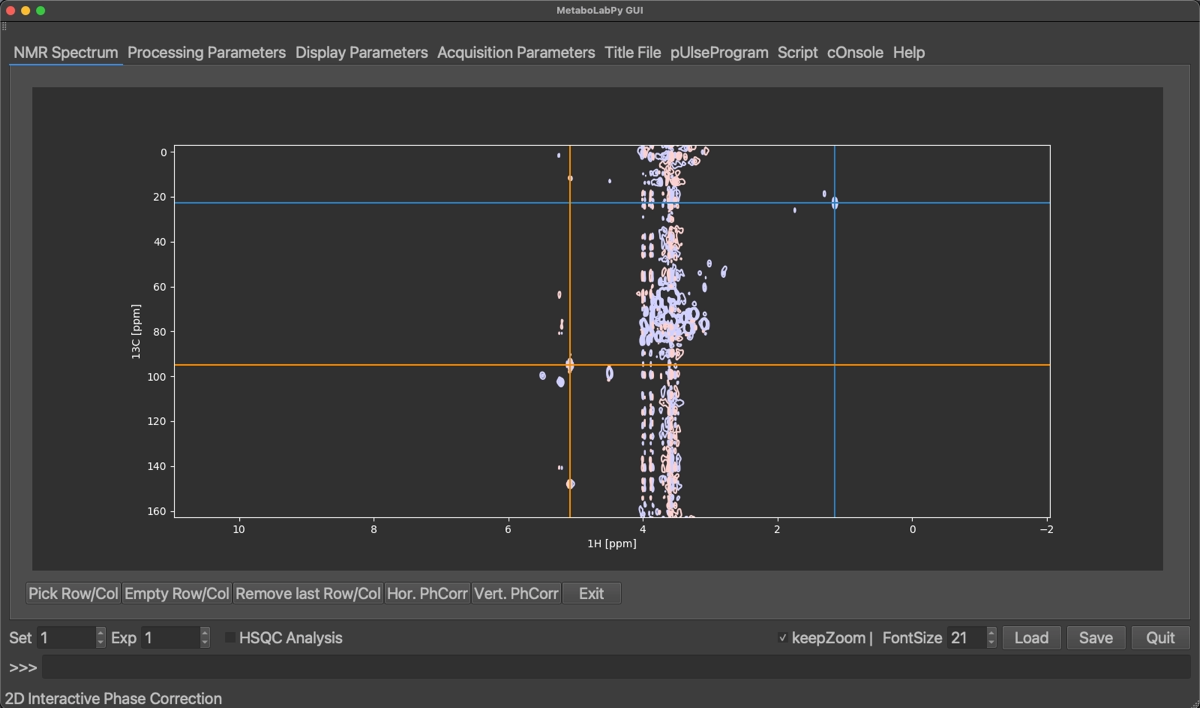 MetaboLabPy GUI
NMR Spectrum Processing Parameters Display Parameters Acquisition Parameters Title File pUlseProgram Script cOnsole Help
0
20
40
60
80
100
120
140
160
13C [ppm]
10 8 6 4 2 0 −2
1H [ppm]
Pick Row/Col Empty Row/Col Remove last Row/Col Hor. PhCorr Vert. PhCorr Exit
Set 1 Exp 1 HSQC Analysis keepZoom | FontSize 21 Load Save Quit
>>>
2D Interactive Phase Correction